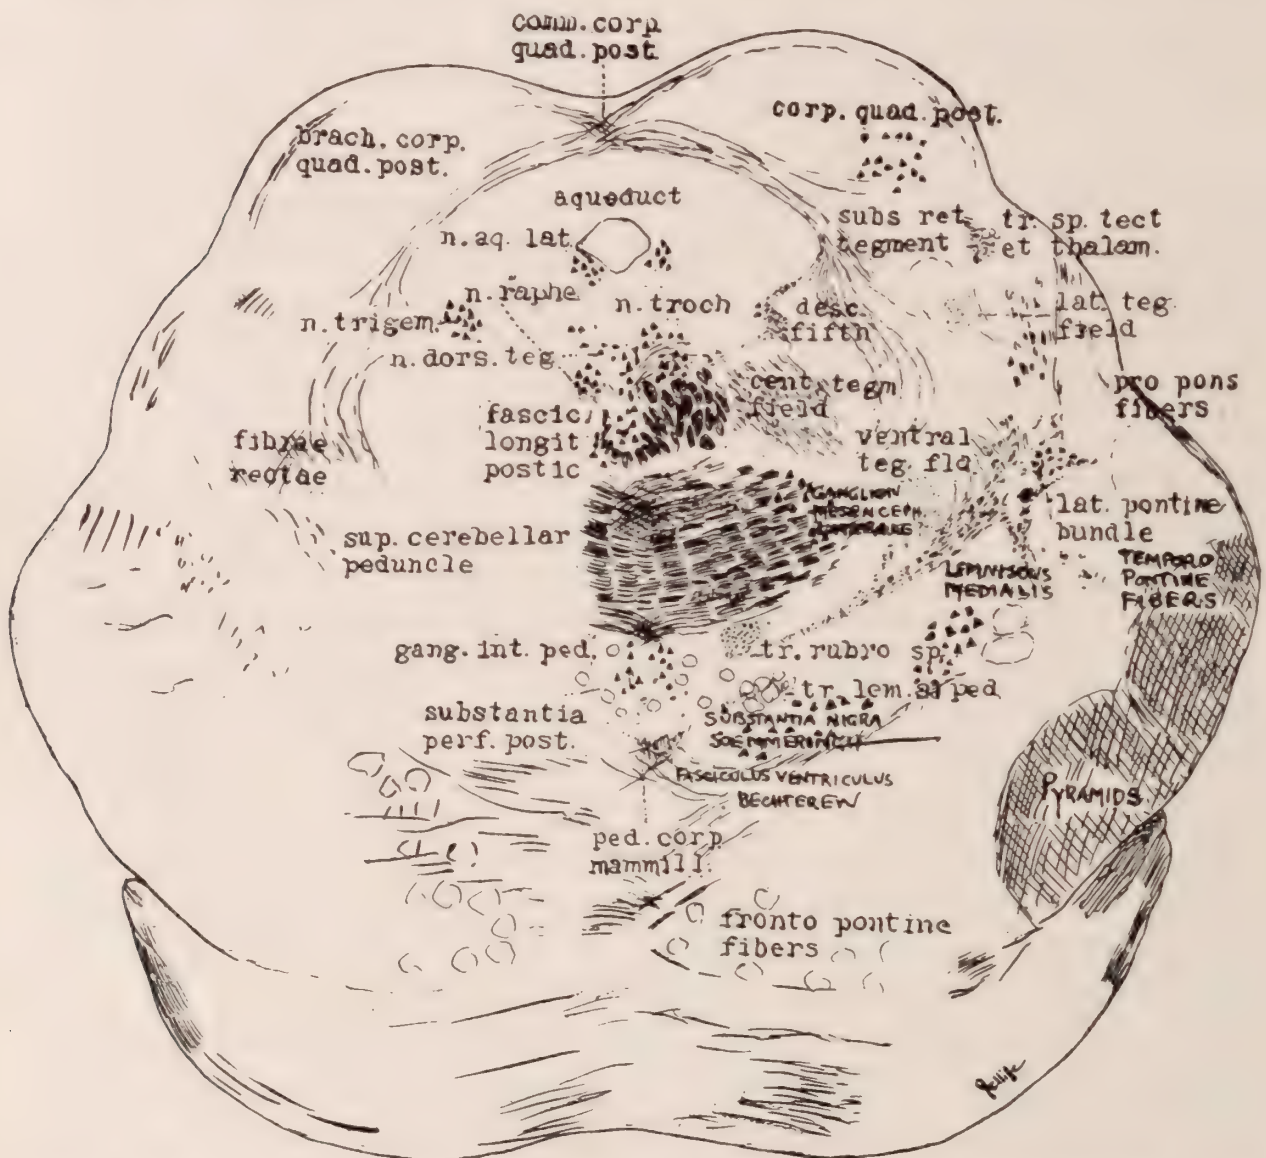 comm.corp
quad.post
corp.quad.post.
brach.corp.
quad.post.
aqueduct
n.aq.lat.
subs ret
tegment
tr. sp. tect
et thalam.
n.raphe
n.troch
desc.
fifth
lat. teg.
field
n.trigem.
n.dors.teg
cent. tegm
field
pro pons
fibers
fascic
longit
postic
ventral
teg. fld
fibrae
rectae
GANGLION
MESENCEPH.
lat. pontine
bundle
sup.cerebellar
peduncle
LEMNISCUS
MEDIALIS
TEMPORO
PONTINE
FIBERS
gang.int.ped.
tr.rubro sp.
tr. lem. al ped
substantia
perf. post.
SUBSTANTIA NIGRA
SOEMMERINGII
FASCICULUS VENTRICULUS
BECHTEREW
PYRAMIDS.
ped.corp
mammill.
fronto pontine
fibers
Jelliffe